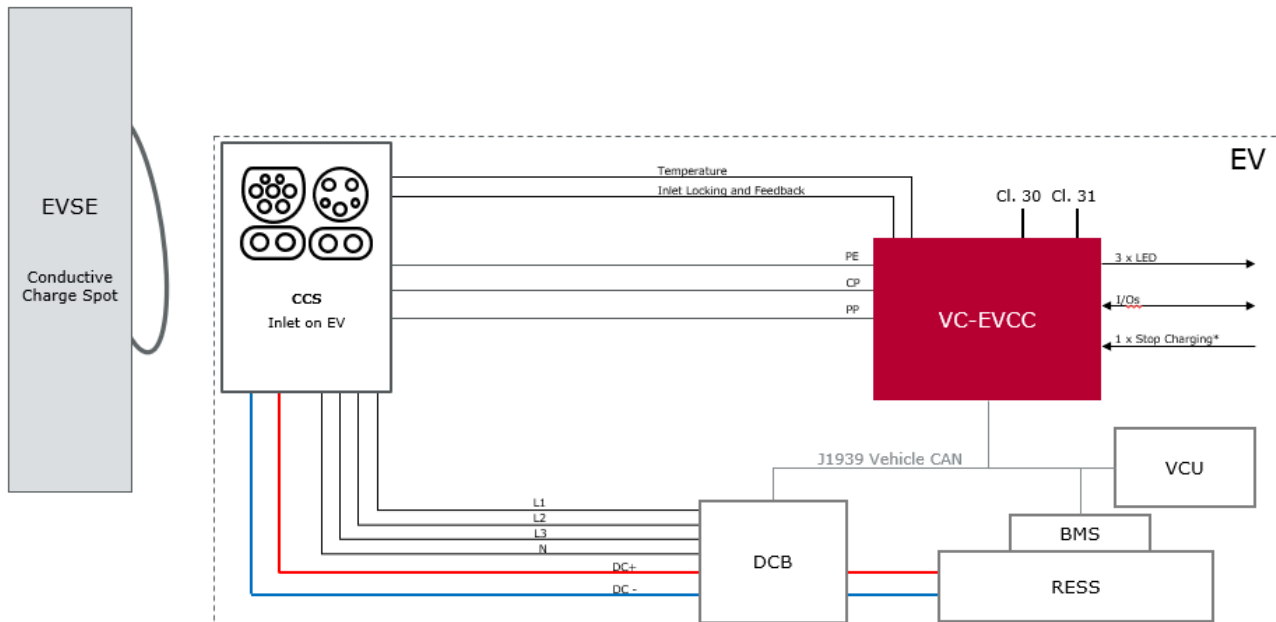 EVSE
Conductive
Charge Spot
EV
CCS
Inlet on EV
Temperature
Inlet Locking and Feedback
PE
CP
PP
Cl. 30
Cl. 31
VC-EVCC
3 x LED
I/Os
1 x Stop Charging*
J1939 Vehicle CAN
VCU
BMS
RESS
DCB
L1
L2
L3
N
DC+
DC -